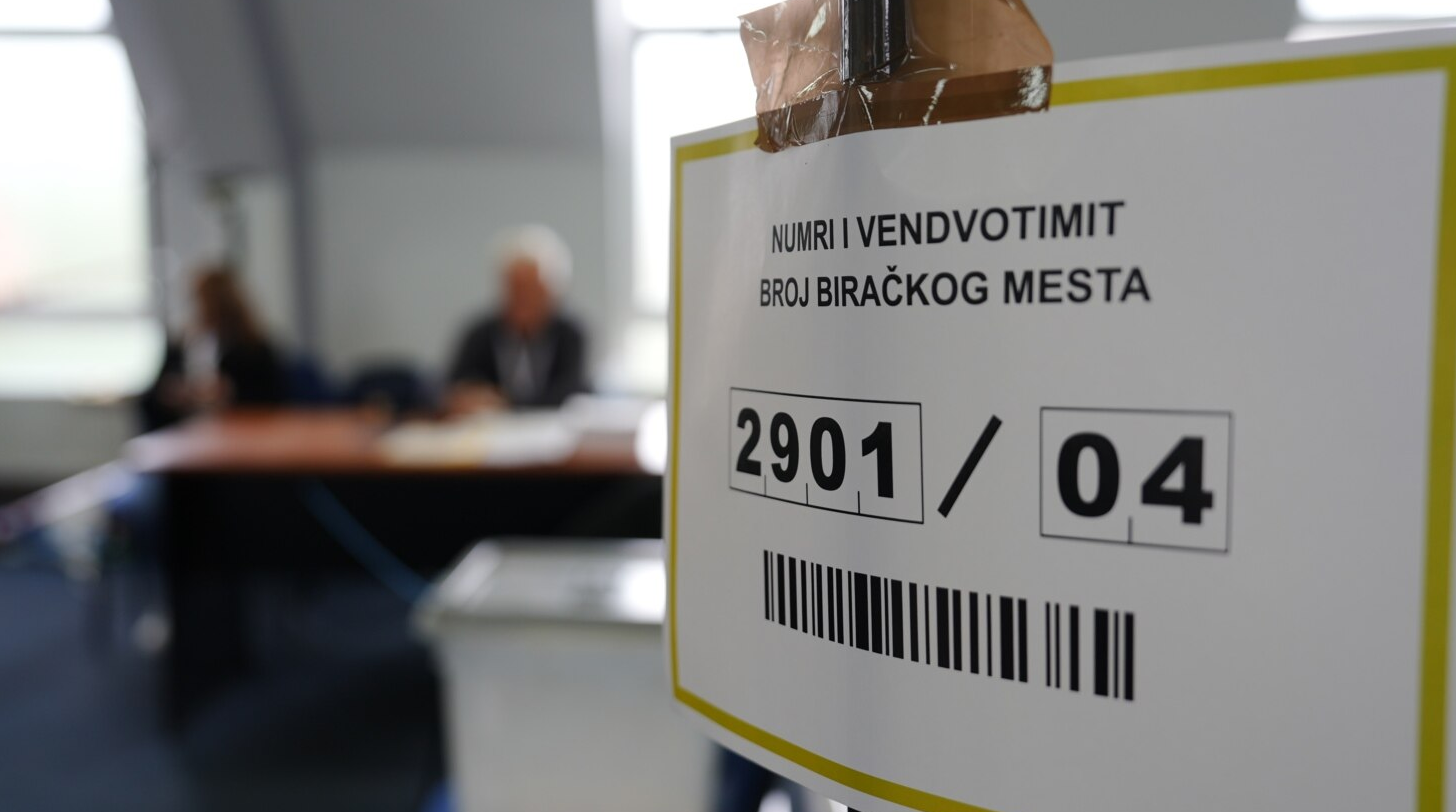 NUMRI I VENDVOTIMIT
BROJ BIRAČKOG MESTA
2901 / 04